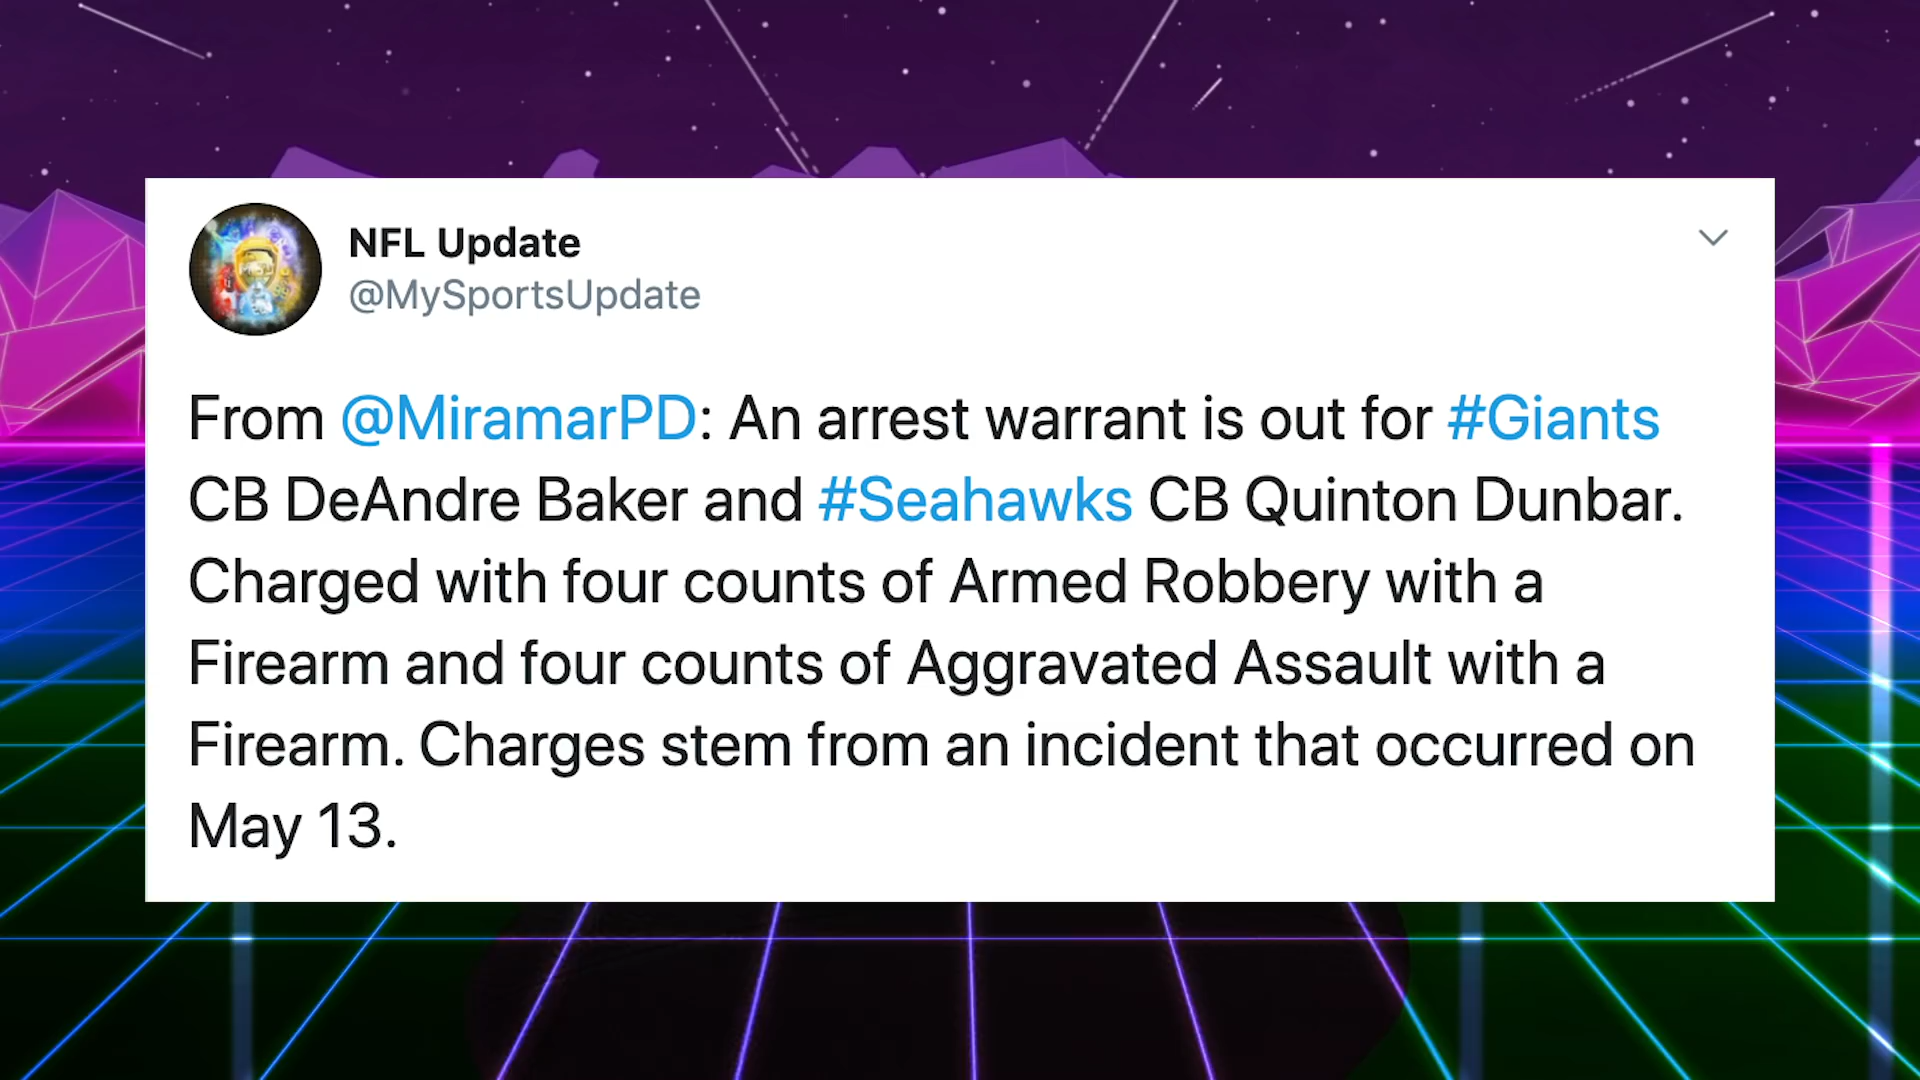 NFL Update
@MySportsUpdate
From @MiramarPD: An arrest warrant is out for #Giants
CB DeAndre Baker and #Seahawks CB Quinton Dunbar.
Charged with four counts of Armed Robbery with a
Firearm and four counts of Aggravated Assault with a
Firearm. Charges stem from an incident that occurred on
May 13.